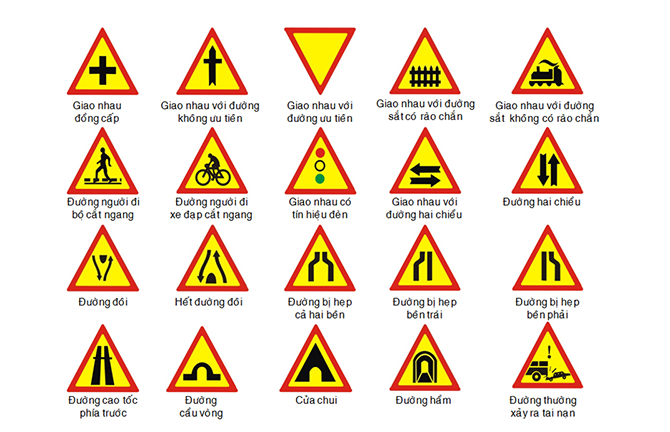 Giao nhau
đồng cấp
Giao nhau với đường
không ưu tiên
Giao nhau với
đường ưu tiên
Giao nhau với đường
sắt có rào chắn
Giao nhau với đường
sắt không có rào chắn
Đường người đi
bộ cắt ngang
Đường người đi
xe đạp cắt ngang
Giao nhau có
tín hiệu đèn
Giao nhau với
đường hai chiều
Đường hai chiều
Đường đôi
Hết đường đôi
Đường bị hẹp
cả hai bên
Đường bị hẹp
bên trái
Đường bị hẹp
bên phải
Đường cao tốc
phía trước
Đường
cầu vòng
Cửa chui
Đường hầm
Đường thường
xảy ra tai nạn